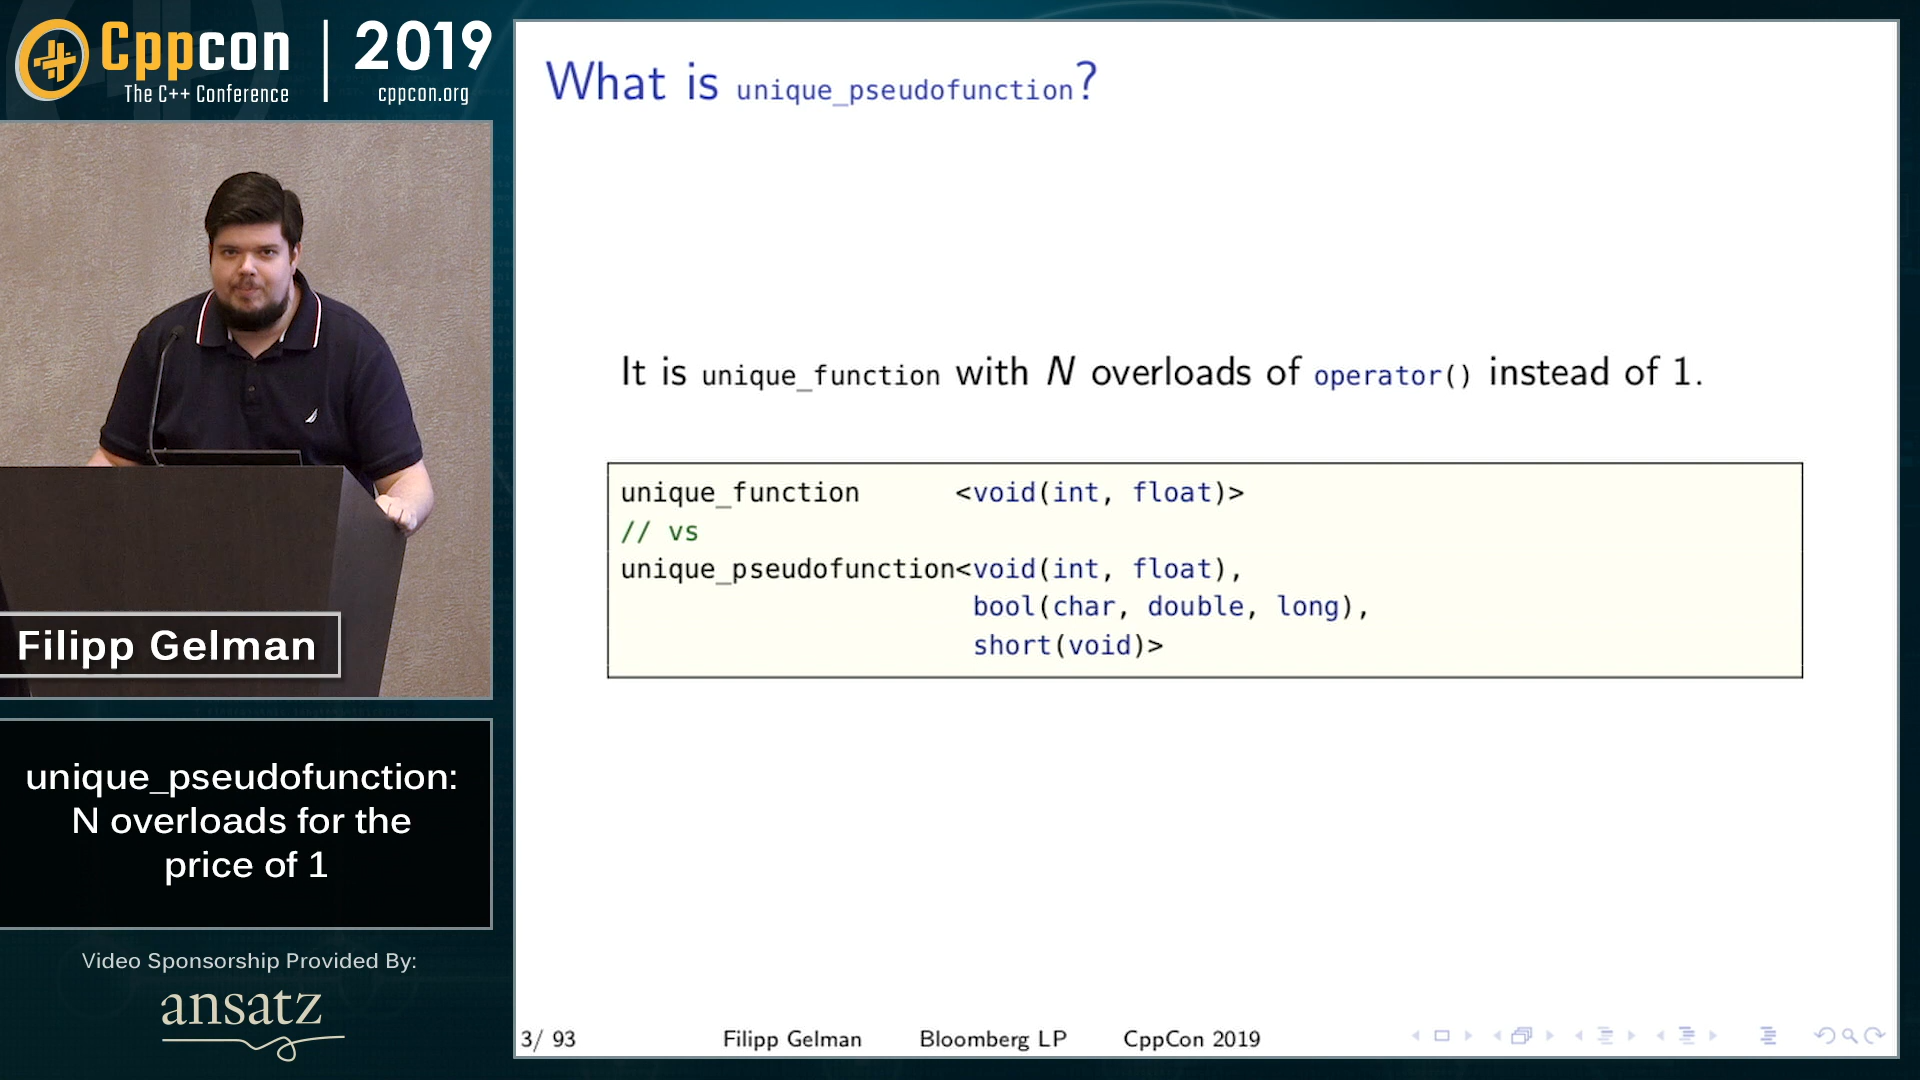 Cppcon
The C++ Conference
2019
cppcon.org
Filipp Gelman
unique_pseudofunction:
N overloads for the
price of 1
Video Sponsorship Provided By:
ansatz
What is unique_pseudofunction?
It is unique_function with N overloads of operator() instead of 1.
unique_function      <void(int, float)>
// vs
unique_pseudofunction<void(int, float),
bool(char, double, long),
short(void)>
3/ 93 Filipp Gelman Bloomberg LP CppCon 2019